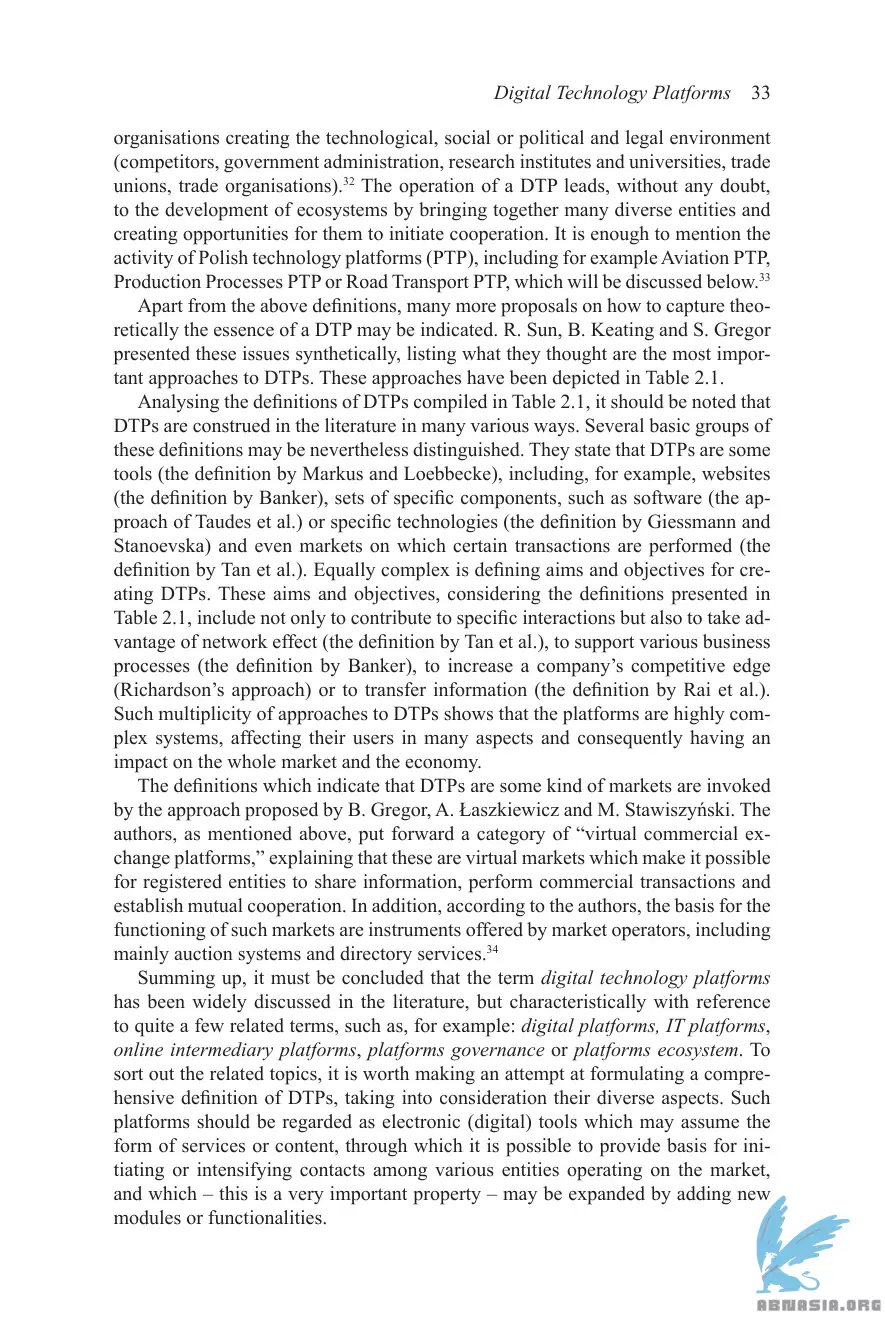 Digital Technology Platforms 33
organisations creating the technological, social or political and legal environment
(competitors, government administration, research institutes and universities, trade
unions, trade organisations).32 The operation of a DTP leads, without any doubt,
to the development of ecosystems by bringing together many diverse entities and
creating opportunities for them to initiate cooperation. It is enough to mention the
activity of Polish technology platforms (PTP), including for example Aviation PTP,
Production Processes PTP or Road Transport PTP, which will be discussed below.33
Apart from the above definitions, many more proposals on how to capture theo-
retically the essence of a DTP may be indicated. R. Sun, B. Keating and S. Gregor
presented these issues synthetically, listing what they thought are the most impor-
tant approaches to DTPs. These approaches have been depicted in Table 2.1.
Analysing the definitions of DTPs compiled in Table 2.1, it should be noted that
DTPs are construed in the literature in many various ways. Several basic groups of
these definitions may be nevertheless distinguished. They state that DTPs are some
tools (the definition by Markus and Loebbecke), including, for example, websites
(the definition by Banker), sets of specific components, such as software (the ap-
proach of Taudes et al.) or specific technologies (the definition by Giessmann and
Stanoevska) and even markets on which certain transactions are performed (the
definition by Tan et al.). Equally complex is defining aims and objectives for cre-
ating DTPs. These aims and objectives, considering the definitions presented in
Table 2.1, include not only to contribute to specific interactions but also to take ad-
vantage of network effect (the definition by Tan et al.), to support various business
processes (the definition by Banker), to increase a company's competitive edge
(Richardson's approach) or to transfer information (the definition by Rai et al.).
Such multiplicity of approaches to DTPs shows that the platforms are highly com-
plex systems, affecting their users in many aspects and consequently having an
impact on the whole market and the economy.
The definitions which indicate that DTPs are some kind of markets are invoked
by the approach proposed by B. Gregor, A. Łaszkiewicz and M. Stawiszyński. The
authors, as mentioned above, put forward a category of “virtual commercial ex-
change platforms,” explaining that these are virtual markets which make it possible
for registered entities to share information, perform commercial transactions and
establish mutual cooperation. In addition, according to the authors, the basis for the
functioning of such markets are instruments offered by market operators, including
mainly auction systems and directory services.34
Summing up, it must be concluded that the term digital technology platforms
has been widely discussed in the literature, but characteristically with reference
to quite a few related terms, such as, for example: digital platforms, IT platforms,
online intermediary platforms, platforms governance or platforms ecosystem. To
sort out the related topics, it is worth making an attempt at formulating a compre-
hensive definition of DTPs, taking into consideration their diverse aspects. Such
platforms should be regarded as electronic (digital) tools which may assume the
form of services or content, through which it is possible to provide basis for ini-
tiating or intensifying contacts among various entities operating on the market,
and which – this is a very important property – may be expanded by adding new
modules or functionalities.
ABNASIA.ORG